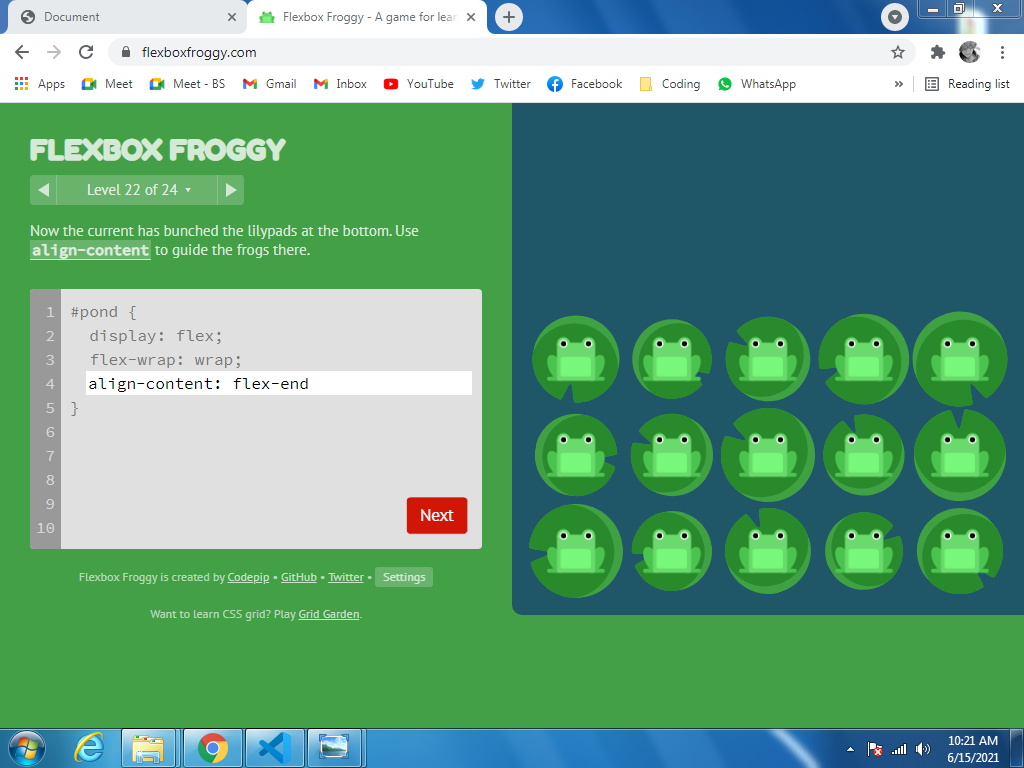 Document
Flexbox Froggy - A game for lear
flexboxfroggy.com
Apps Meet Meet - BS Gmail Inbox YouTube Twitter Facebook Coding WhatsApp » Reading list
FLEXBOX FROGGY
Level 22 of 24
Now the current has bunched the lilypads at the bottom. Use
align-content to guide the frogs there.
1 #pond {
2 display: flex;
3 flex-wrap: wrap;
4 align-content: flex-end
5 }
6
7
8
9
10
Next
Flexbox Froggy is created by Codepip • GitHub • Twitter • Settings
Want to learn CSS grid? Play Grid Garden.
10:21 AM
6/15/2021